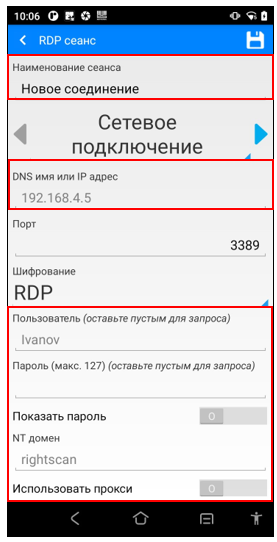 10:06
RDP сеанс
Наименование сеанса
Новое соединение
Сетевое
подключение
DNS имя или IP адрес
192.168.4.5
Порт
3389
Шифрование
RDP
Пользователь (оставьте пустым для запроса)
Ivanov
Пароль (макс. 127) (оставьте пустым для запроса)
Показать пароль
O
NT домен
rightscan
Использовать прокси
O